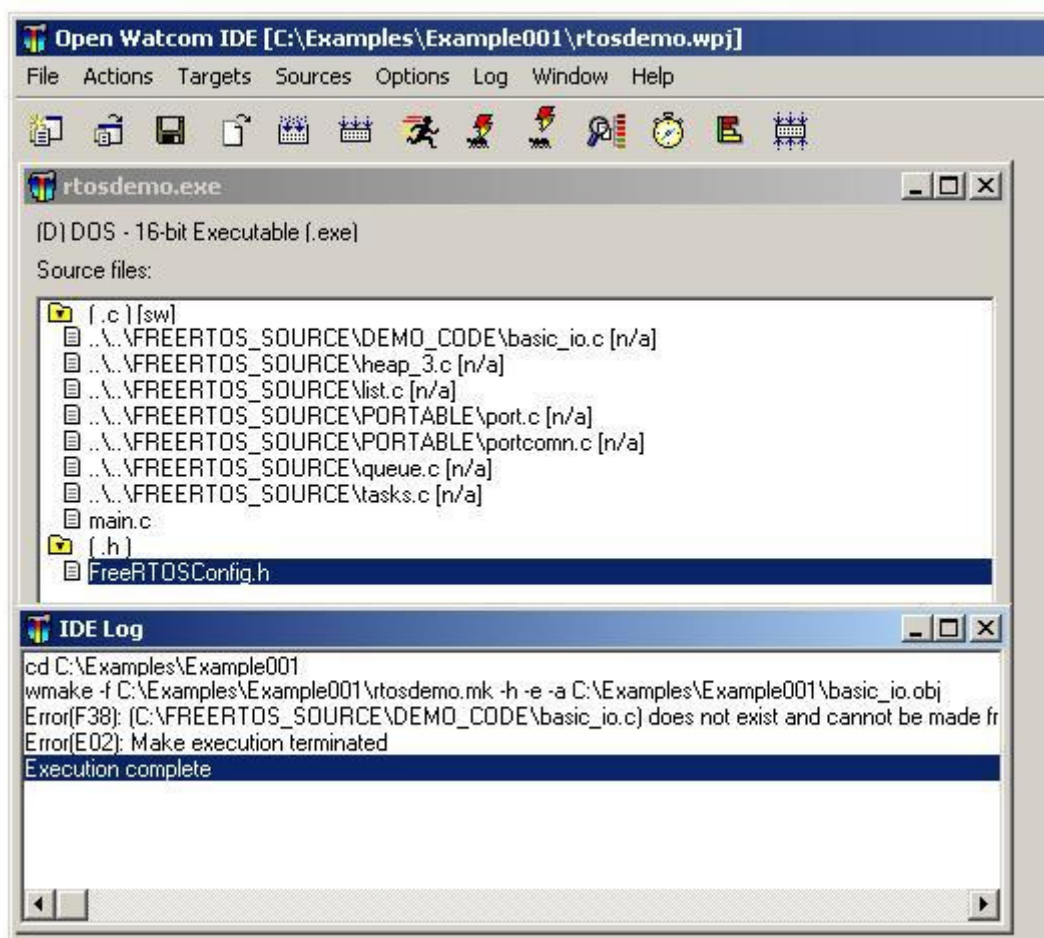 Open Watcom IDE [C:\Examples\Example001\rtosdemo.wpj]
File Actions Targets Sources Options Log Window Help
rtosdemo.exe
(D) DOS - 16-bit Executable (.exe)
Source files:
(.c) [sw]
..\..\FREERTOS_SOURCE\DEMO_CODE\basic_io.c [n/a]
..\..\FREERTOS_SOURCE\heap_3.c [n/a]
..\..\FREERTOS_SOURCE\list.c [n/a]
..\..\FREERTOS_SOURCE\PORTABLE\port.c [n/a]
..\..\FREERTOS_SOURCE\PORTABLE\portcomn.c [n/a]
..\..\FREERTOS_SOURCE\queue.c [n/a]
..\..\FREERTOS_SOURCE\tasks.c [n/a]
main.c
(.h)
FreeRTOSConfig.h
IDE Log
cd C:\Examples\Example001
wmake -f C:\Examples\Example001\rtosdemo.mk -h -e -a C:\Examples\Example001\basic_io.obj
Error(F38): (C:\FREERTOS_SOURCE\DEMO_CODE\basic_io.c) does not exist and cannot be made fr
Error(E02): Make execution terminated
Execution complete